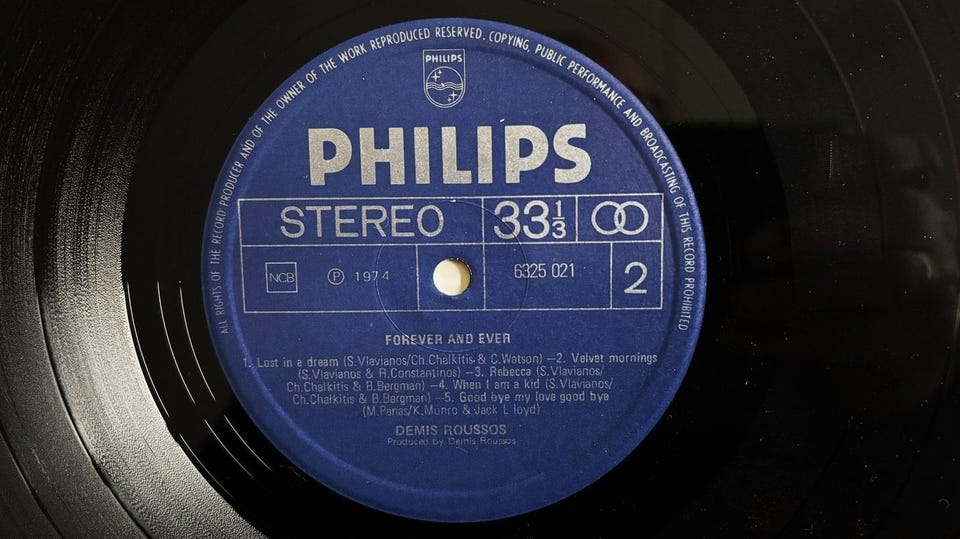 ALL RIGHTS OF THE RECORD PRODUCER AND OF THE OWNER OF THE WORK REPRODUCED RESERVED. COPYING, PUBLIC PERFORMANCE AND BROADCASTING OF THIS RECORD PROHIBITED
PHILIPS
PHILIPS
STEREO 33 1/3
NCB Ⓟ 1974 6325 021 2
FOREVER AND EVER
1. Lost in a dream (S.Vlavianos/Ch.Chalkitis & C.Watson) —2. Velvet mornings
(S.Vlavianos & R.Constantinos) —3. Rebecca (S.Vlavianos/
Ch.Chalkitis & B.Bergman) —4. When I am a kid (S.Vlavianos/
Ch.Chalkitis & B.Bergman) —5. Good bye my love good bye
(M.Panas/K.Munro & Jack Lloyd)
DEMIS ROUSSOS
Produced by Demis Roussos